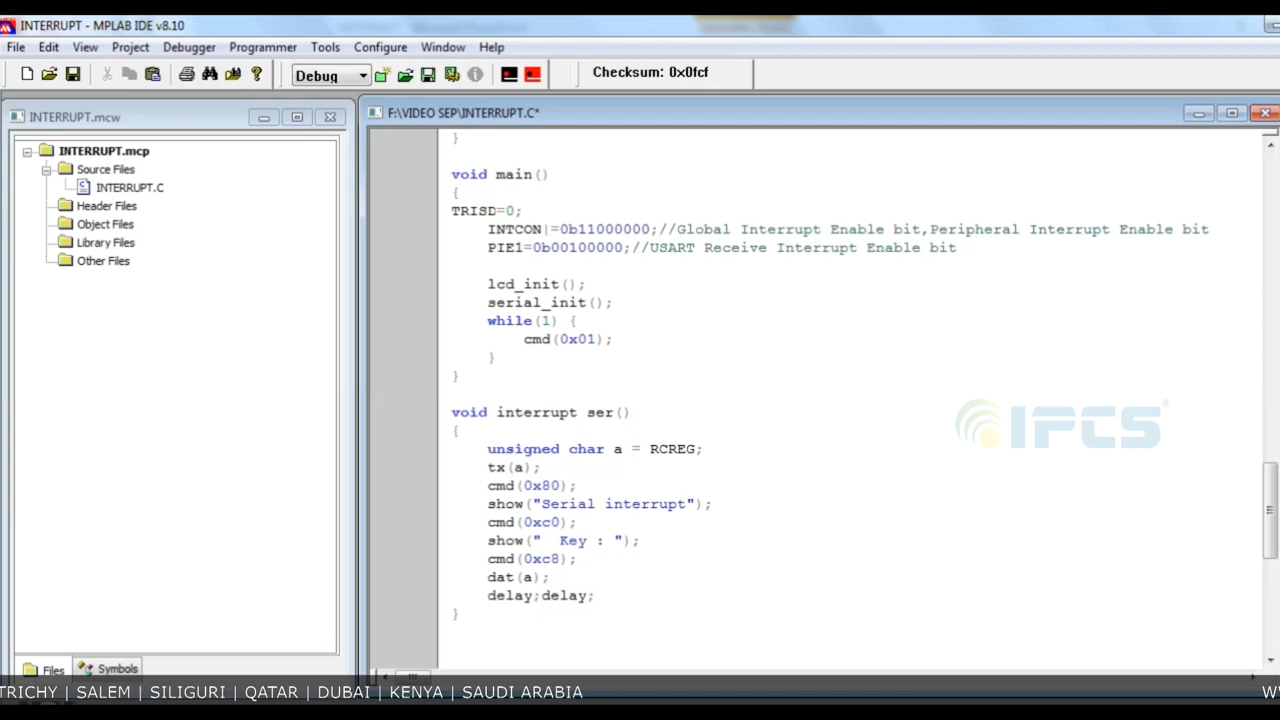 INTERRUPT - MPLAB IDE v8.10
File Edit View Project Debugger Programmer Tools Configure Window Help
Debug
Checksum: 0x0fcf
INTERRUPT.mcw
INTERRUPT.mcp
Source Files
INTERRUPT.C
Header Files
Object Files
Library Files
Other Files
Files
Symbols
F:\VIDEO SEP\INTERRUPT.C*
}
void main()
{
TRISD=0;
INTCON|=0b11000000;//Global Interrupt Enable bit,Peripheral Interrupt Enable bit
PIE1=0b00100000;//USART Receive Interrupt Enable bit
lcd_init();
serial_init();
while(1) {
cmd(0x01);
}
}
void interrupt ser()
{
unsigned char a = RCREG;
tx(a);
cmd(0x80);
show("Serial interrupt");
cmd(0xc0);
show("  Key : ");
cmd(0xc8);
dat(a);
delay;delay;
}
IPCS®
TRICHY | SALEM | SILIGURI | QATAR | DUBAI | KENYA | SAUDI ARABIA